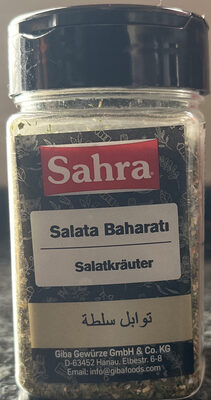 Sahra
Salata Baharatı
Salatkräuter
توابل سلطة
Giba Gewürze GmbH & Co. KG
D-63452 Hanau, Elbestr. 6-8
Email: info@gibafoods.com